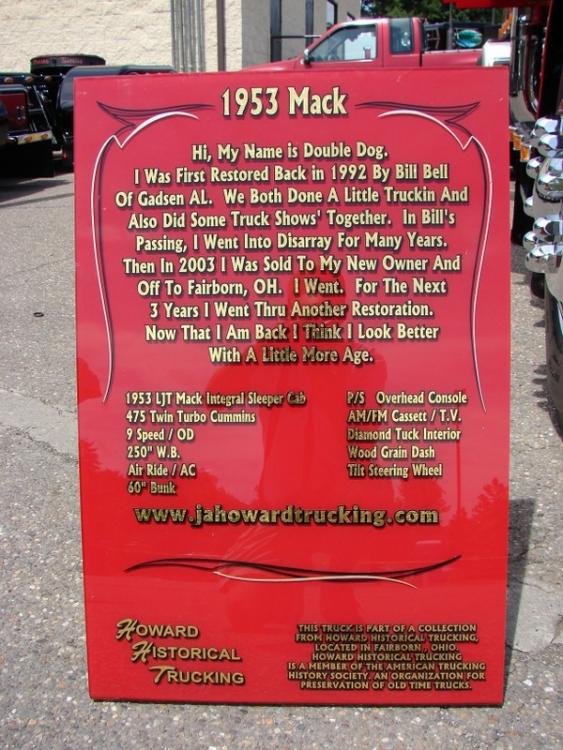 1953 Mack
Hi, My Name is Double Dog.
I Was First Restored Back in 1992 By Bill Bell
Of Gadsen AL. We Both Done A Little Truckin And
Also Did Some Truck Shows' Together. In Bill's
Passing, I Went Into Disarray For Many Years.
Then In 2003 I Was Sold To My New Owner And
Off To Fairborn, OH. I Went. For The Next
3 Years I Went Thru Another Restoration.
Now That I Am Back I Think I Look Better
With A Little More Age.
1953 LJT Mack Integral Sleeper Cab
475 Twin Turbo Cummins
9 Speed / OD
250" W.B.
Air Ride / AC
60" Bunk
P/S Overhead Console
AM/FM Cassett / T.V.
Diamond Tuck Interior
Wood Grain Dash
Tilt Steering Wheel
www.jahowardtrucking.com
Howard
Historical
Trucking
THIS TRUCK IS PART OF A COLLECTION
FROM HOWARD HISTORICAL TRUCKING,
LOCATED IN FAIRBORN, OHIO.
HOWARD HISTORICAL TRUCKING
IS A MEMBER OF THE AMERICAN TRUCKING
HISTORY SOCIETY. AN ORGANIZATION FOR
PRESERVATION OF OLD TIME TRUCKS.